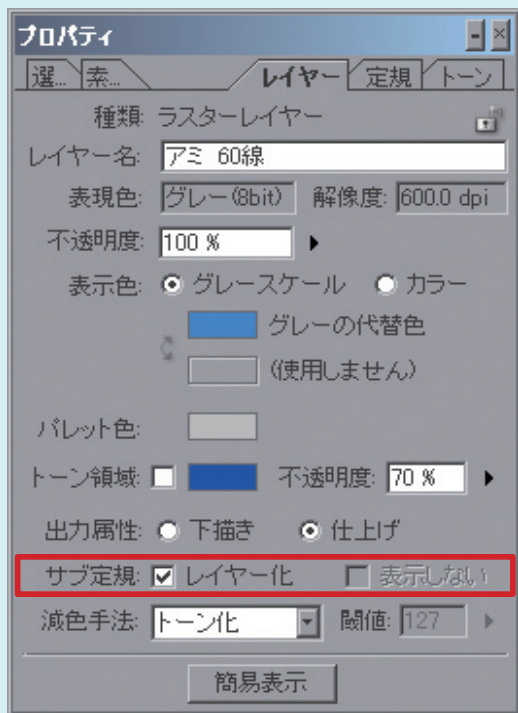 プロパティ
選... 素... レイヤー 定規 トーン
種類: ラスターレイヤー
レイヤー名: アミ 60線
表現色: グレー(8bit) 解像度: 600.0 dpi
不透明度: 100 %
表示色: グレースケール カラー
グレーの代替色
(使用しません)
パレット色:
トーン領域: 不透明度: 70 %
出力属性: 下描き 仕上げ
サブ定規: レイヤー化 表示しない
減色手法: トーン化 閾値: 127
簡易表示